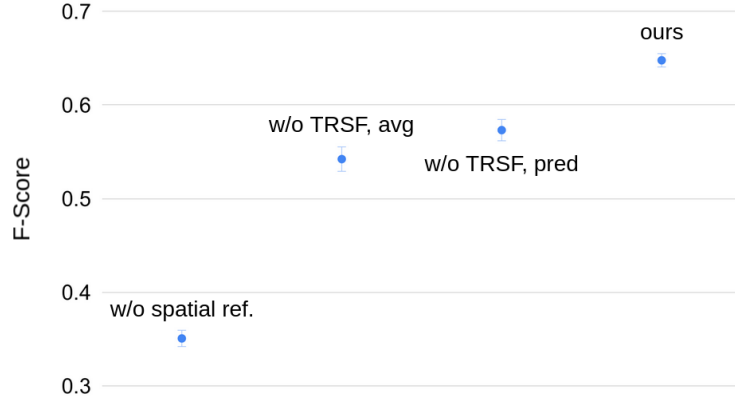 0.7
ours
0.6
w/o TRSF, avg
w/o TRSF, pred
F-Score
0.5
0.4
w/o spatial ref.
0.3